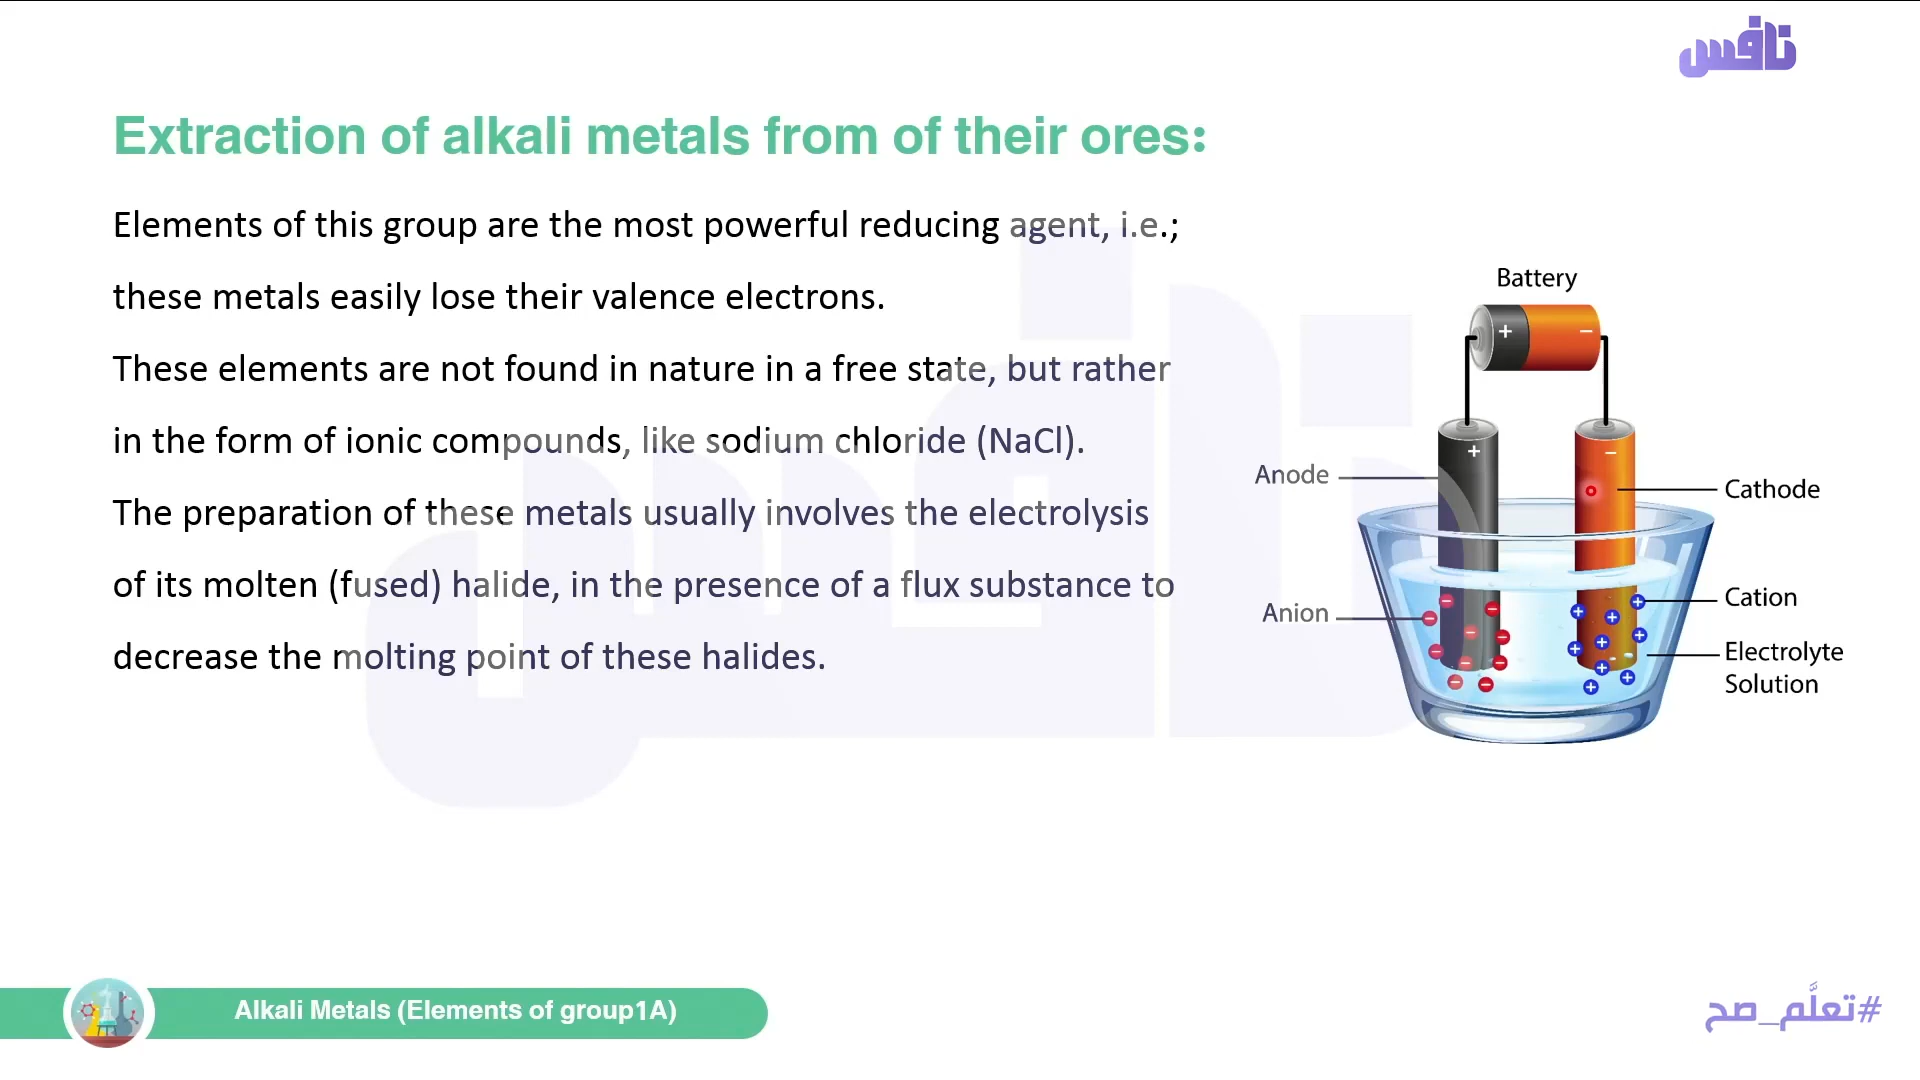 نافس
Extraction of alkali metals from of their ores:
Elements of this group are the most powerful reducing agent, i.e.;
these metals easily lose their valence electrons.
These elements are not found in nature in a free state, but rather
in the form of ionic compounds, like sodium chloride (NaCl).
The preparation of these metals usually involves the electrolysis
of its molten (fused) halide, in the presence of a flux substance to
decrease the molting point of these halides.
Battery
+ −
+ −
Anode
Cathode
Anion
Cation
Electrolyte
Solution
Alkali Metals (Elements of group1A)
#تعلَّم_صح